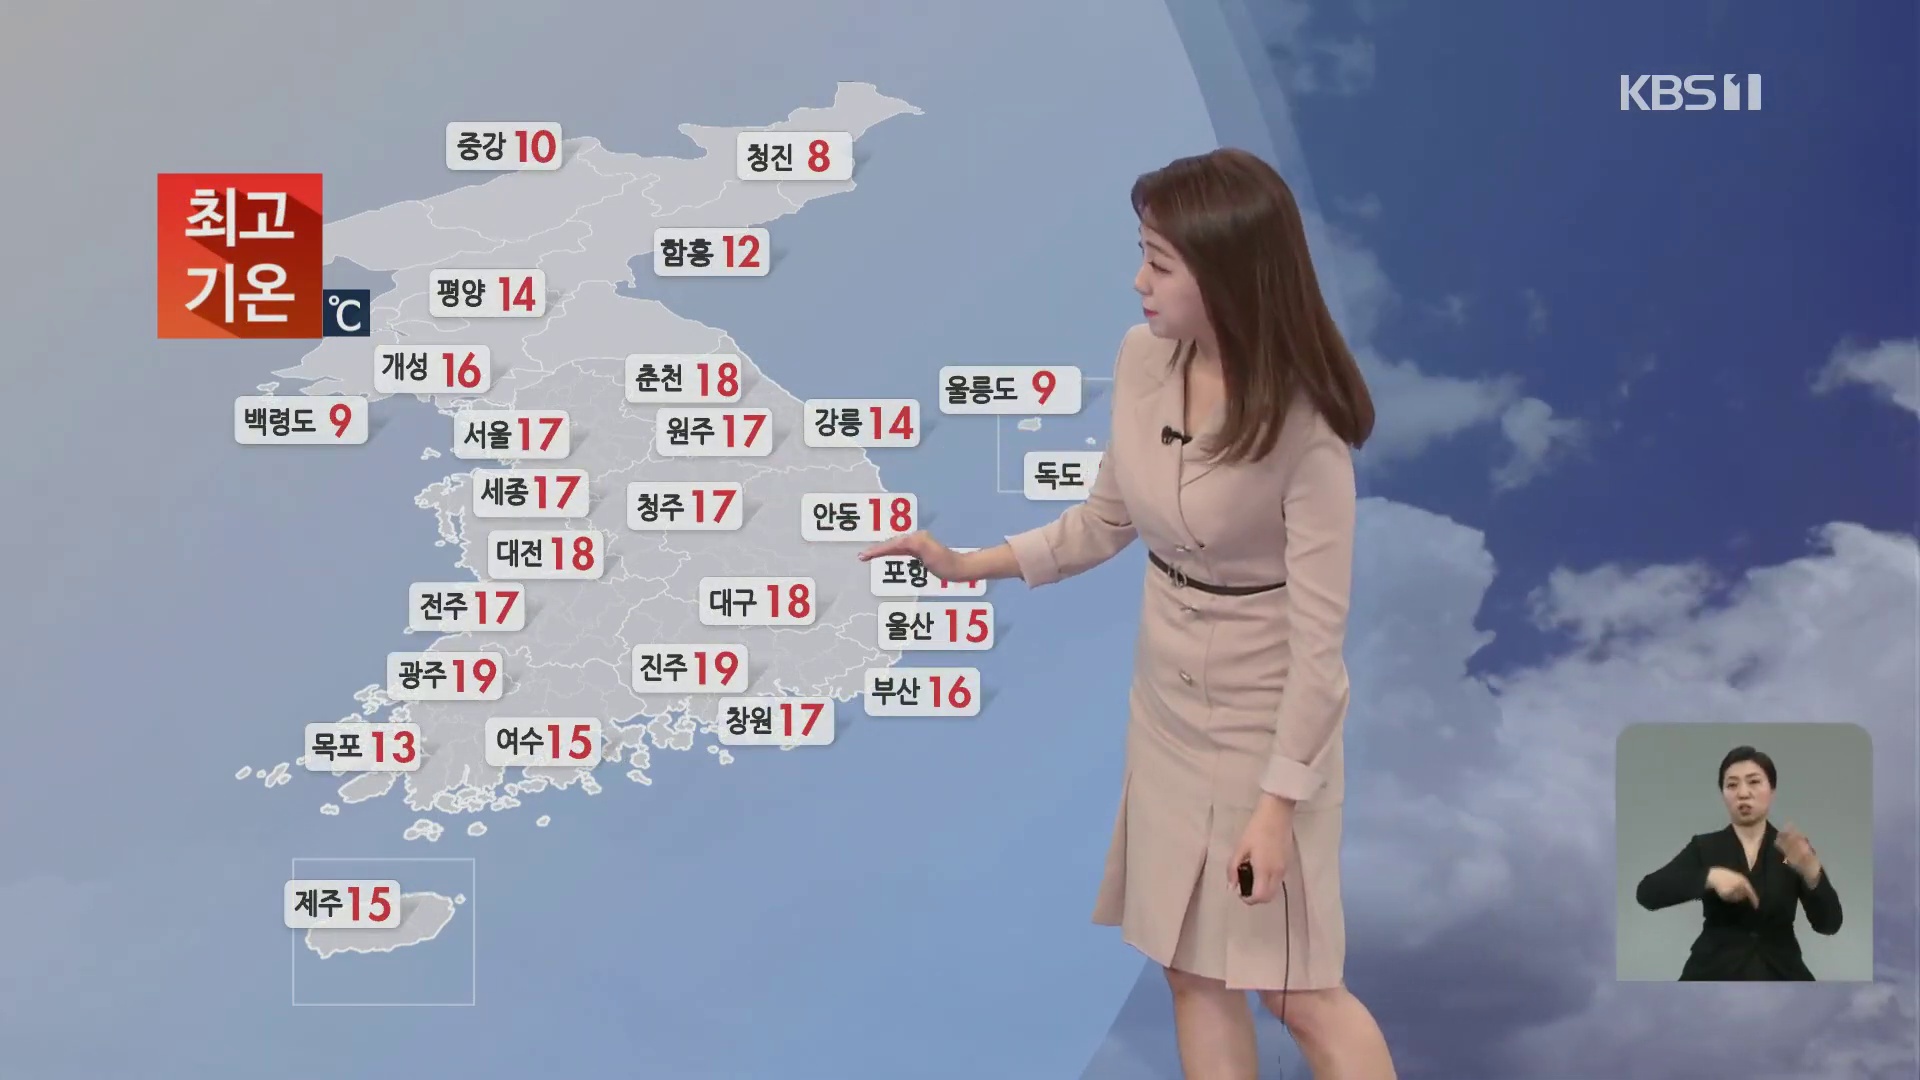 KBS 1
최고
기온
℃
중강 10
청진 8
함흥 12
평양 14
개성 16
춘천 18
울릉도 9
백령도 9
서울 17
원주 17
강릉 14
독도
세종 17
청주 17
안동 18
대전 18
포항
전주 17
대구 18
울산 15
광주 19
진주 19
부산 16
창원 17
목포 13
여수 15
제주 15